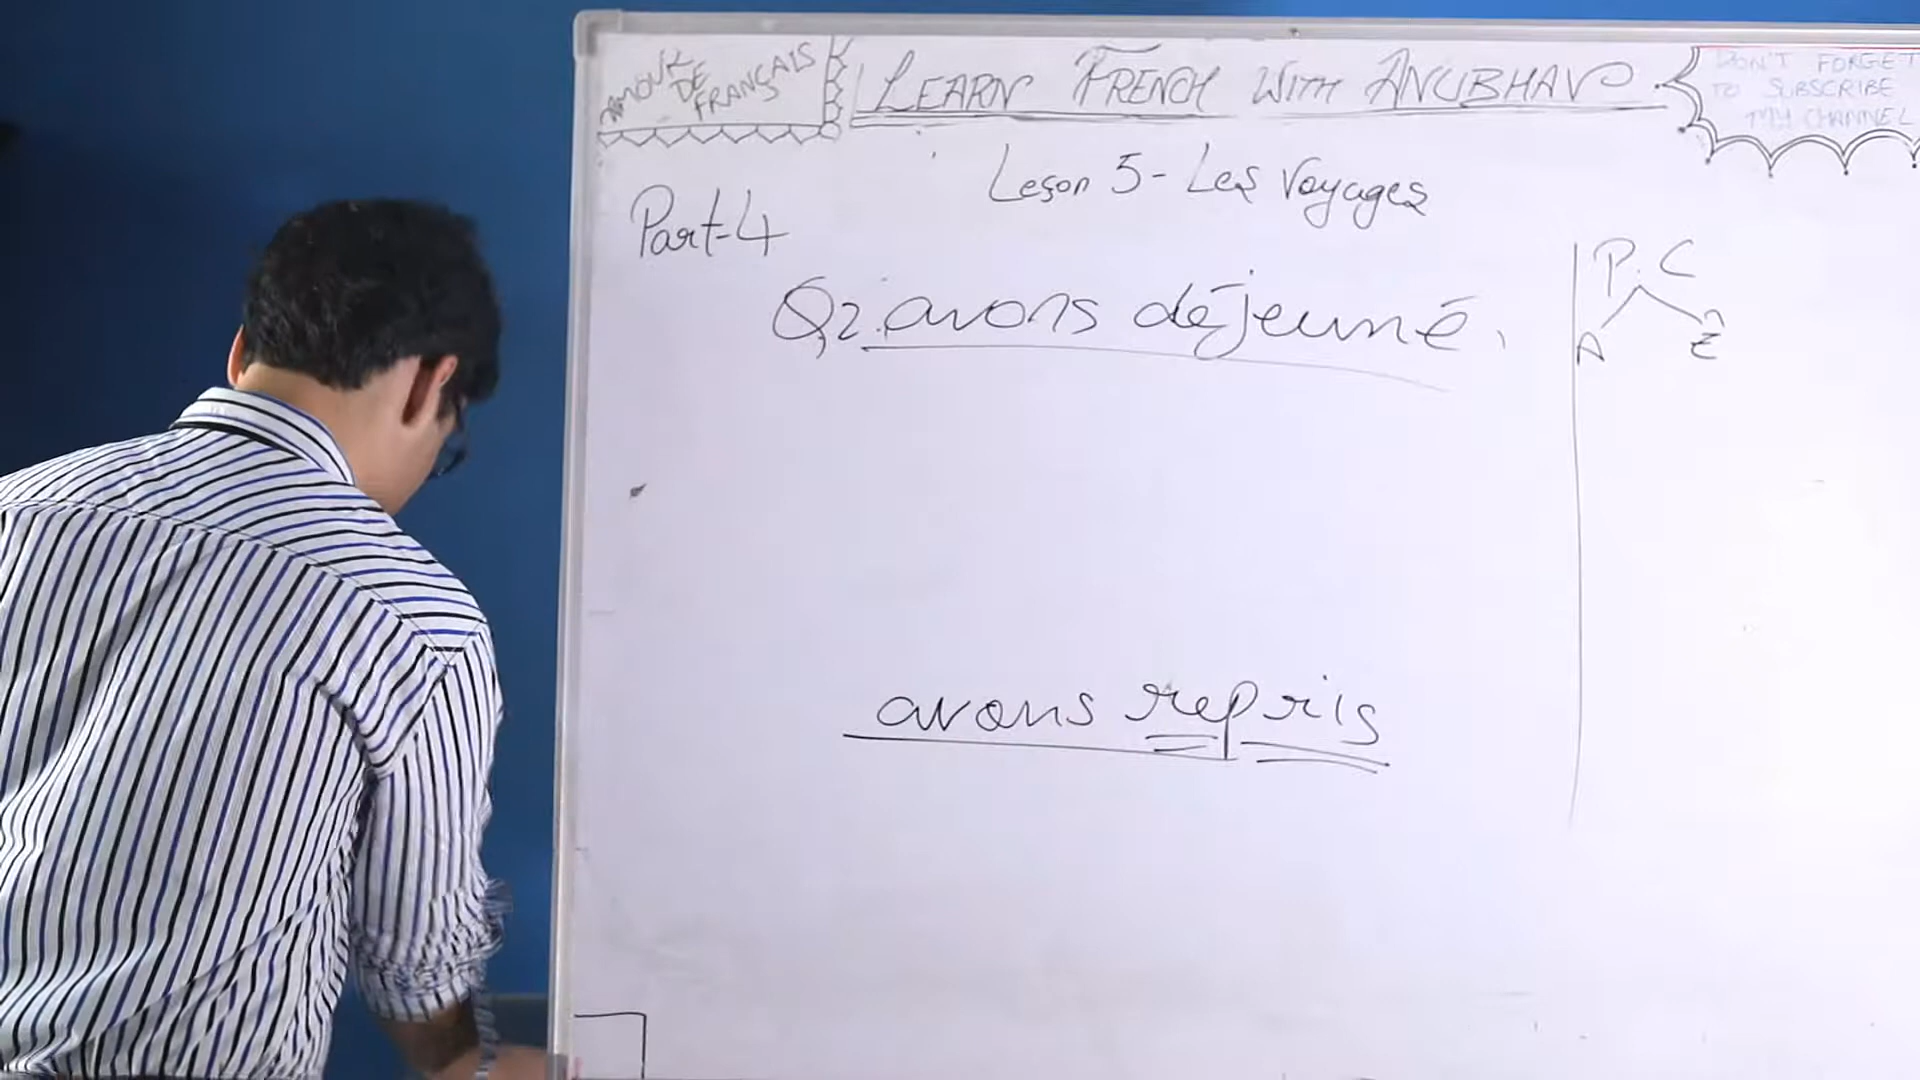 AMOUR
DE
FRANÇAIS
LEARN FRENCH WITH ANUBHAV
DON'T FORGET
TO SUBSCRIBE
MY CHANNEL
Leçon 5 - Les Voyages
Part-4
P.C
A E
Q2. avons déjeuné.
avons repris